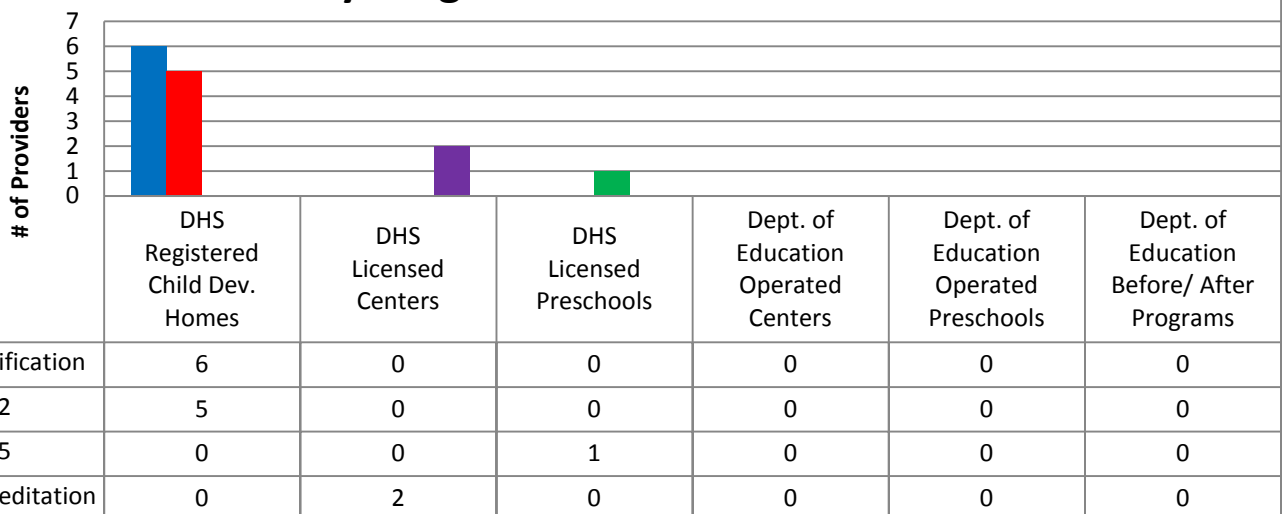 7
6
5
4
3
2
1
0
# of Providers
DHS Registered Child Dev. Homes
DHS Licensed Centers
DHS Licensed Preschools
Dept. of Education Operated Centers
Dept. of Education Operated Preschools
Dept. of Education Before/ After Programs
ification 6 0 0 0 0 0
2 5 0 0 0 0 0
5 0 0 1 0 0 0
editation 0 2 0 0 0 0